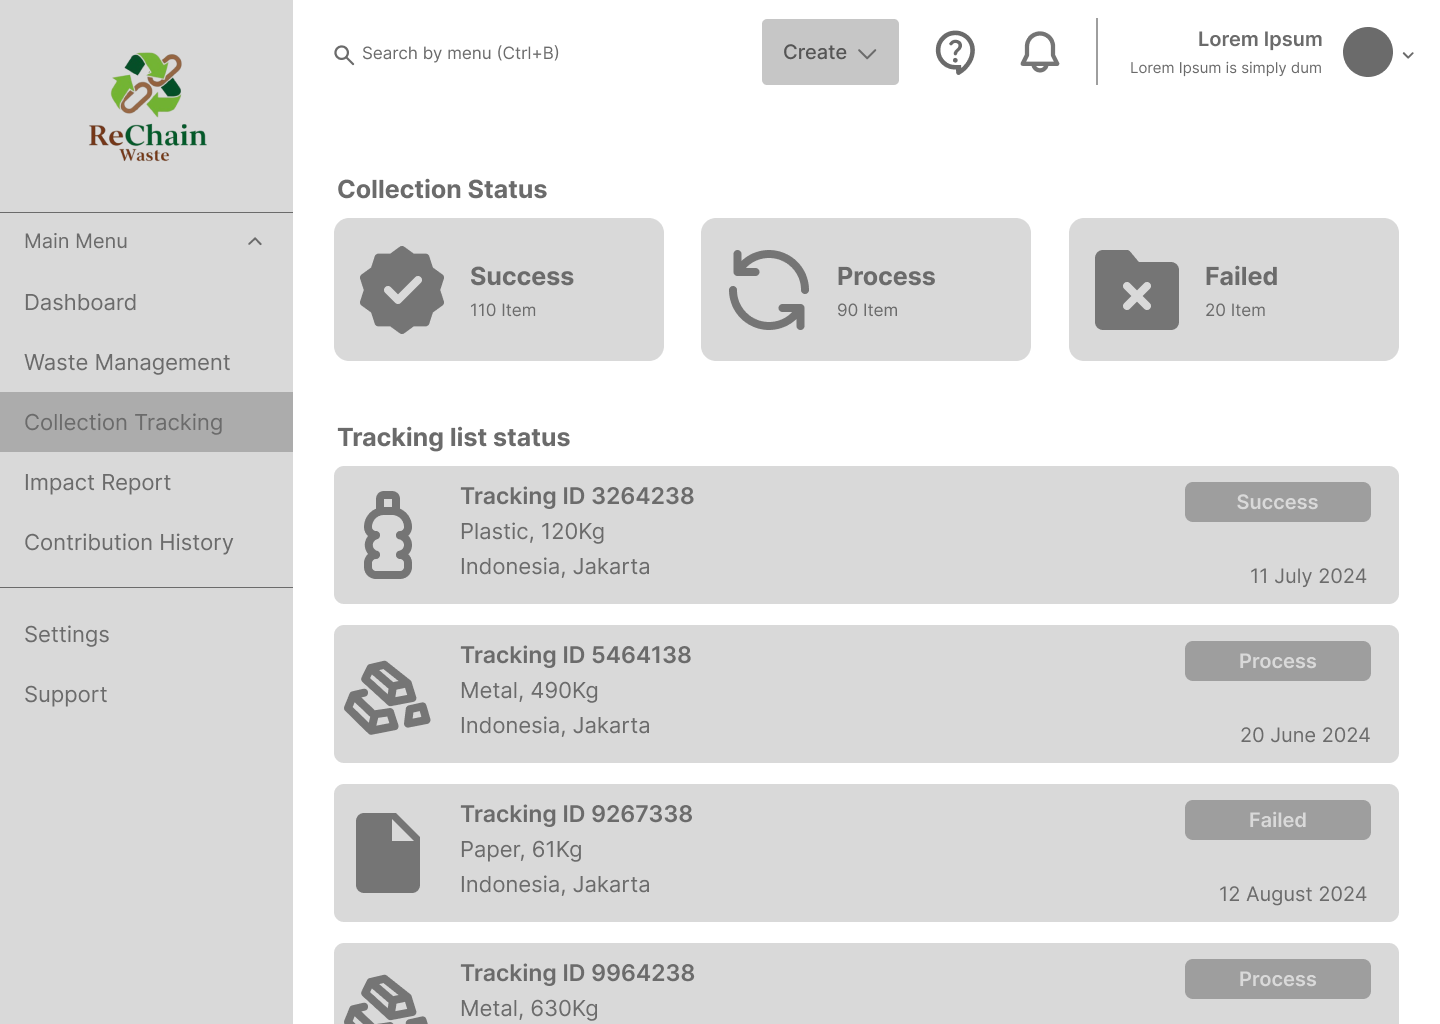 ReChain
Waste
Main Menu
Dashboard
Waste Management
Collection Tracking
Impact Report
Contribution History
Settings
Support
Search by menu (Ctrl+B)
Create
Lorem Ipsum
Lorem Ipsum is simply dum
Collection Status
Success
110 Item
Process
90 Item
Failed
20 Item
Tracking list status
Tracking ID 3264238
Plastic, 120Kg
Indonesia, Jakarta
Success
11 July 2024
Tracking ID 5464138
Metal, 490Kg
Indonesia, Jakarta
Process
20 June 2024
Tracking ID 9267338
Paper, 61Kg
Indonesia, Jakarta
Failed
12 August 2024
Tracking ID 9964238
Metal, 630Kg
Process